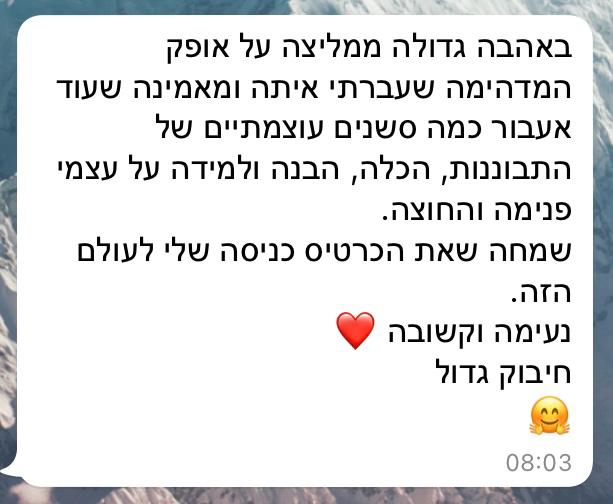 באהבה גדולה ממליצה על אופק
המדהימה שעברתי איתה ומאמינה שעוד
אעבור כמה סשנים עוצמתיים של
התבוננות, הכלה, הבנה ולמידה על עצמי
פנימה והחוצה.
שמחה שאת הכרטיס כניסה שלי לעולם
הזה.
נעימה וקשובה ❤️
חיבוק גדול
🤗
08:03